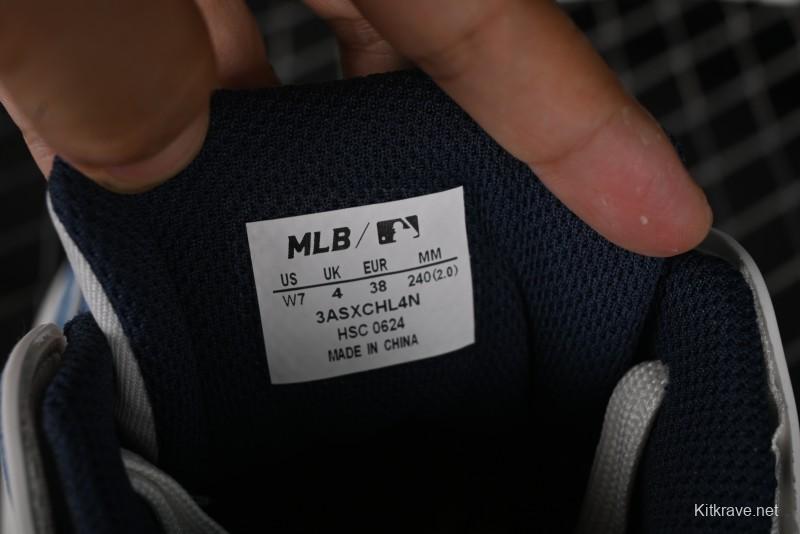 MLB /
US UK EUR MM
W7 4 38 240(2.0)
3ASXCHL4N
HSC 0624
MADE IN CHINA
Kitkrave.net